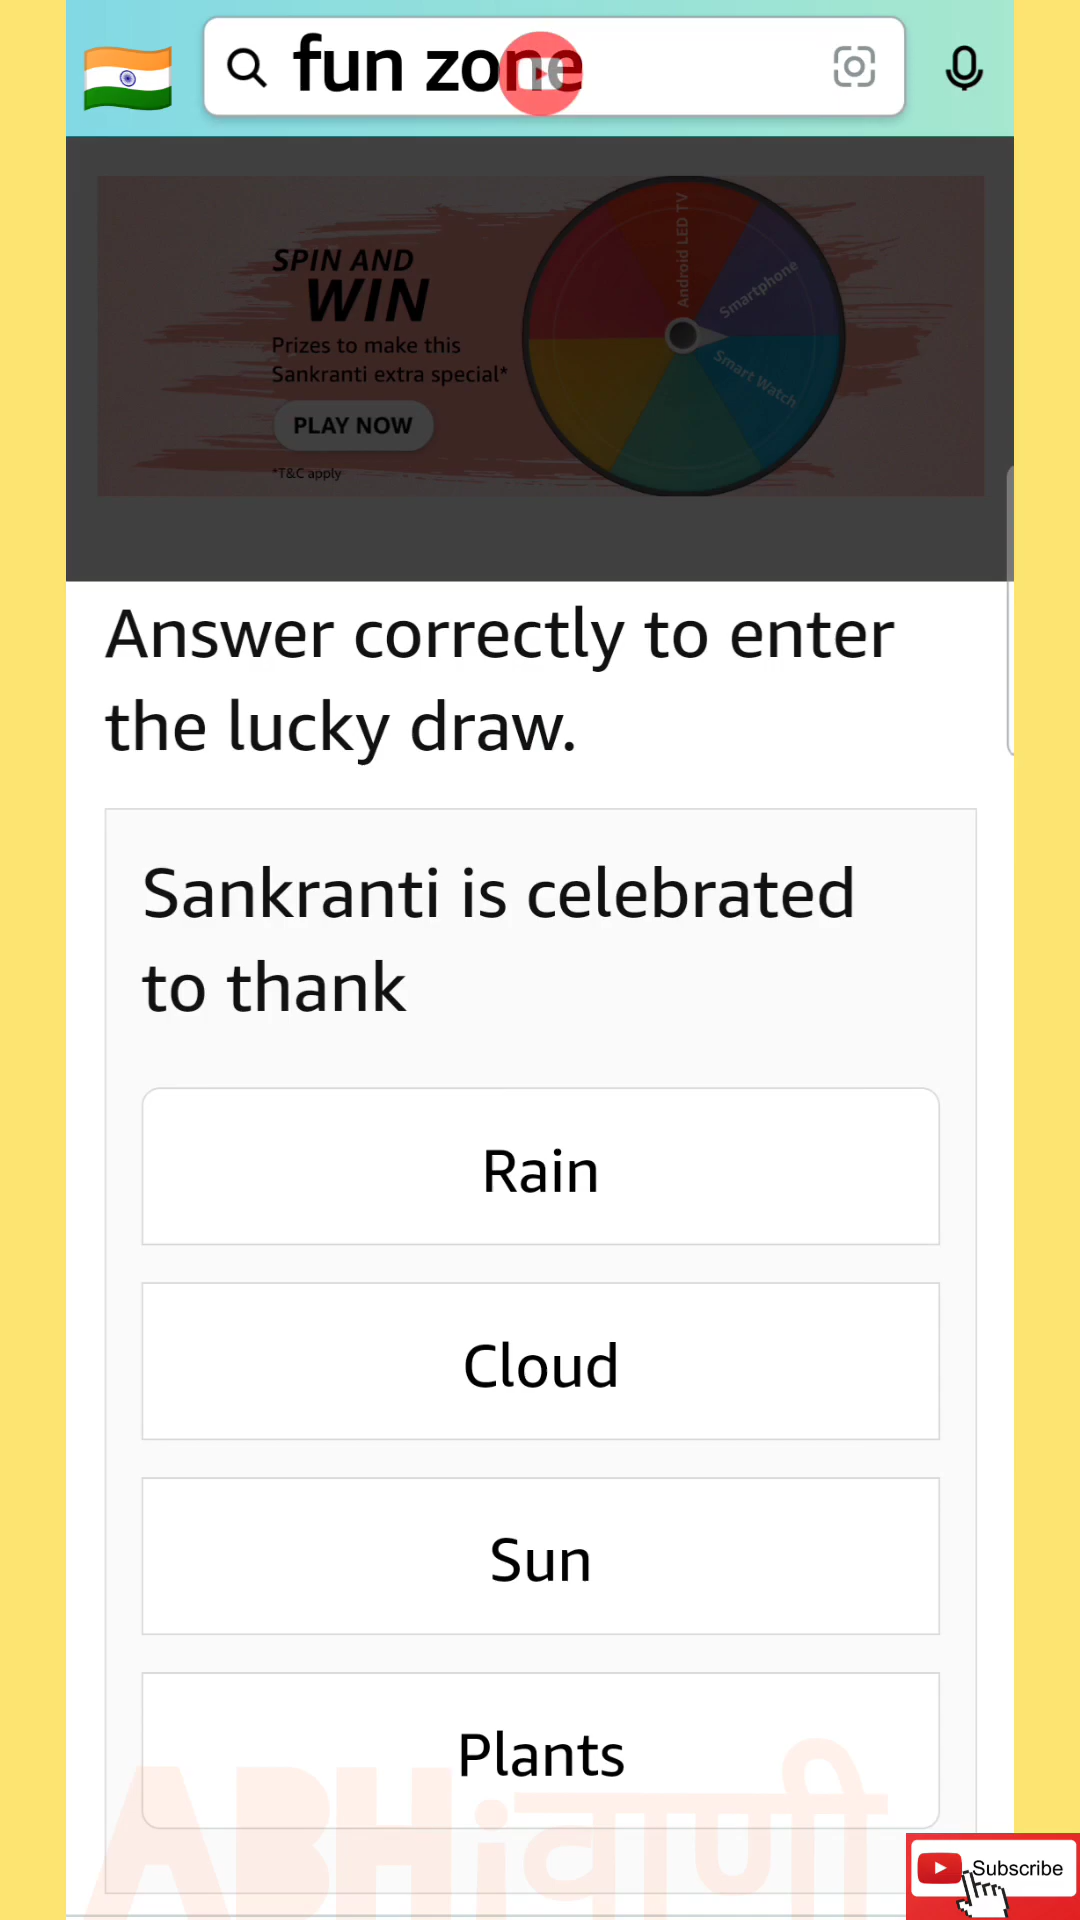 fun zone
SPIN AND
WIN
Prizes to make this
Sankranti extra special*
PLAY NOW
*T&C apply
Android LED TV
Smartphone
Smart Watch
Answer correctly to enter
the lucky draw.
Sankranti is celebrated
to thank
Rain
Cloud
Sun
Plants
ABHiवाणी
Subscribe